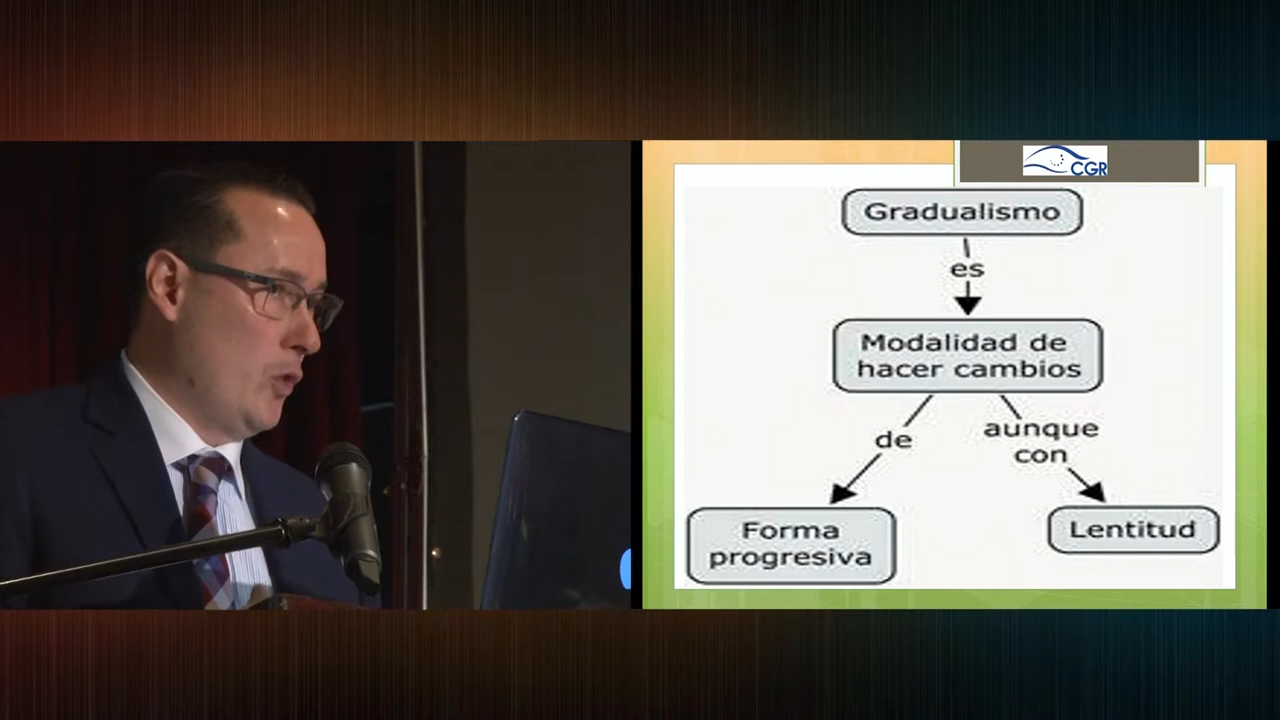 CGR
Gradualismo
es
Modalidad de
hacer cambios
de
aunque
con
Forma
progresiva
Lentitud